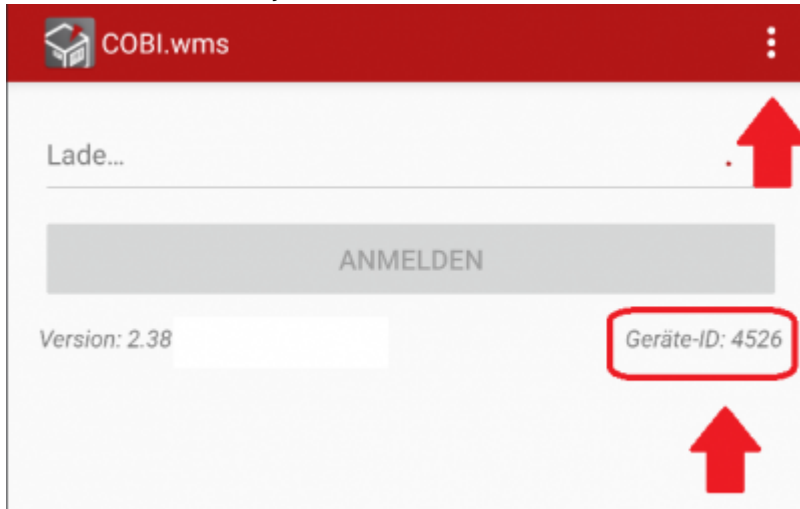 COBI.wms
Lade...
ANMELDEN
Version: 2.38
Geräte-ID: 4526